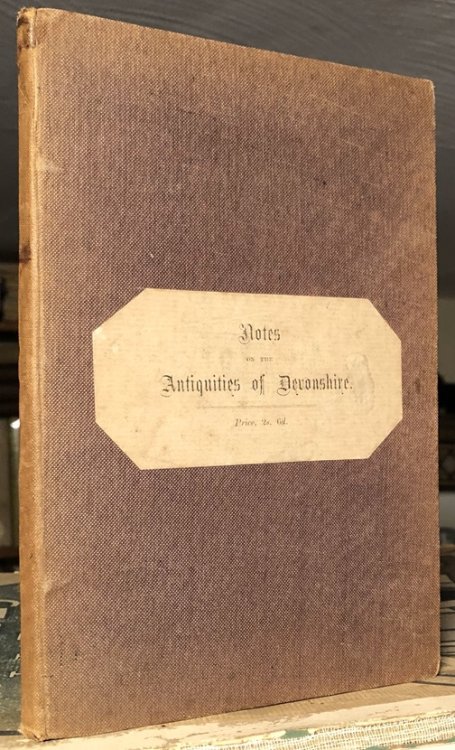 Notes
ON THE
Antiquities of Devonshire.
Price, 2s. 6d.